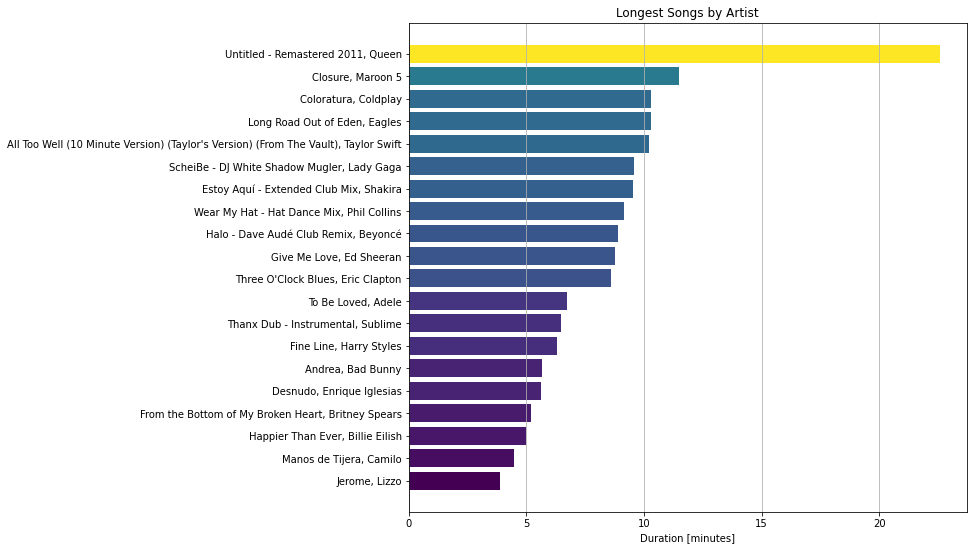 Longest Songs by Artist
Untitled - Remastered 2011, Queen
Closure, Maroon 5
Coloratura, Coldplay
Long Road Out of Eden, Eagles
All Too Well (10 Minute Version) (Taylor's Version) (From The Vault), Taylor Swift
ScheiBe - DJ White Shadow Mugler, Lady Gaga
Estoy Aquí - Extended Club Mix, Shakira
Wear My Hat - Hat Dance Mix, Phil Collins
Halo - Dave Audé Club Remix, Beyoncé
Give Me Love, Ed Sheeran
Three O'Clock Blues, Eric Clapton
To Be Loved, Adele
Thanx Dub - Instrumental, Sublime
Fine Line, Harry Styles
Andrea, Bad Bunny
Desnudo, Enrique Iglesias
From the Bottom of My Broken Heart, Britney Spears
Happier Than Ever, Billie Eilish
Manos de Tijera, Camilo
Jerome, Lizzo
0 5 10 15 20
Duration [minutes]